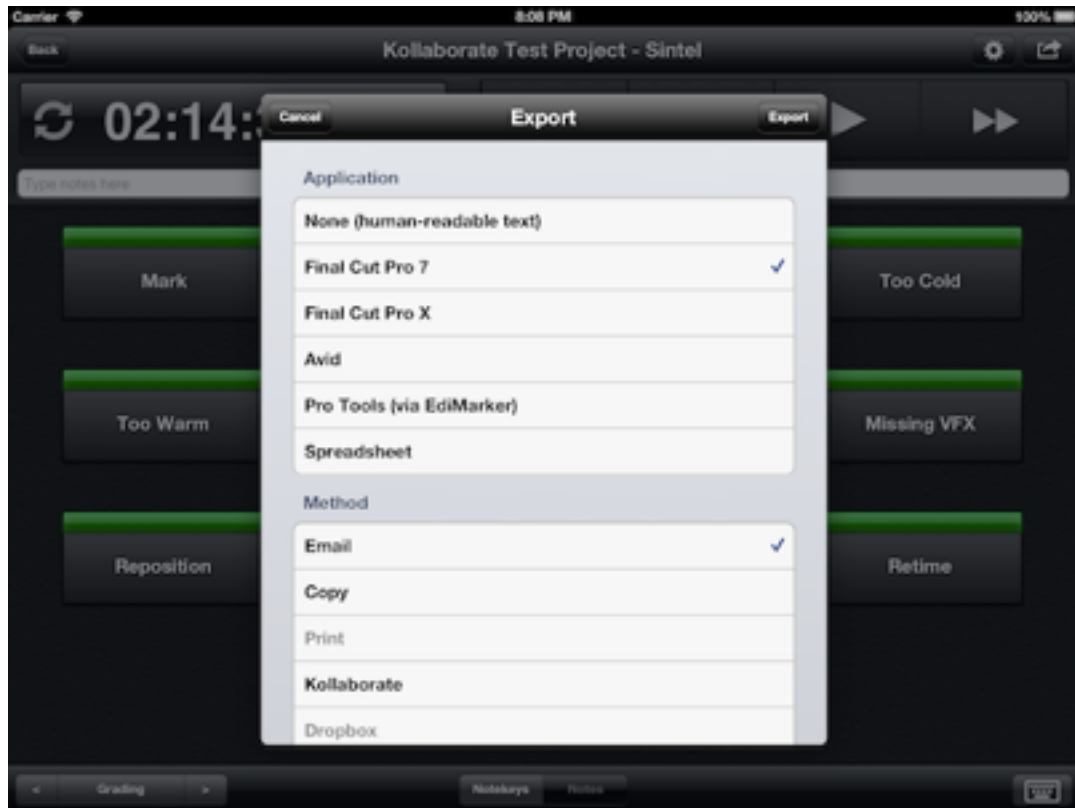 Carrier 8:08 PM 100%
Back Kollaborate Test Project - Sintel
02:14:
Cancel Export Export
Type notes here
Application
None (human-readable text)
Final Cut Pro 7
Final Cut Pro X
Avid
Pro Tools (via EdiMarker)
Spreadsheet
Method
Email
Copy
Print
Kollaborate
Dropbox
Mark Too Cold
Too Warm Missing VFX
Reposition Retime
< Grading > Notekeys Notes